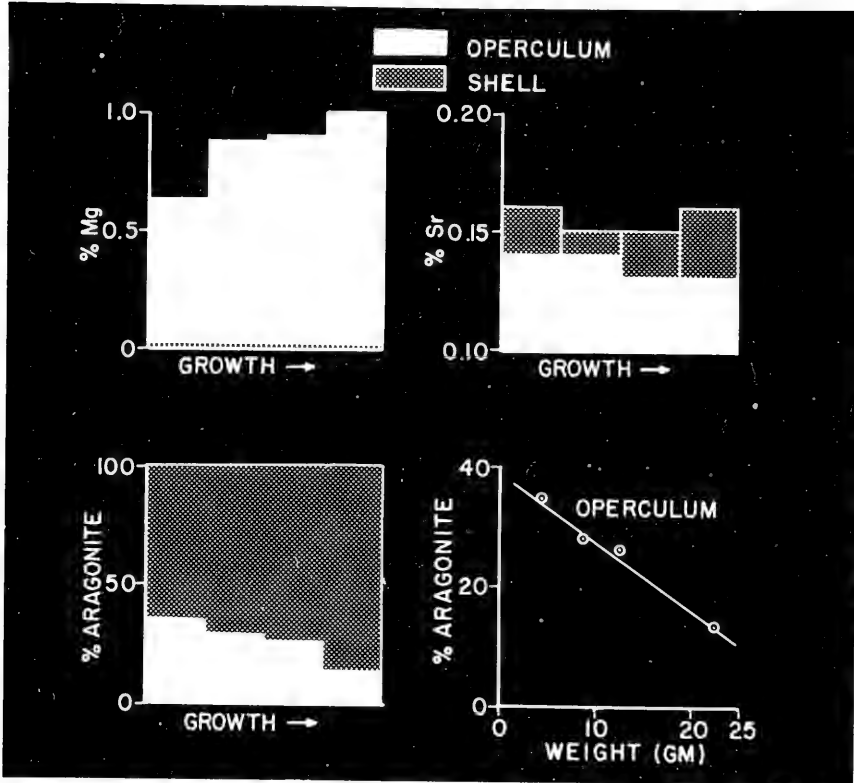 OPERCULUM
SHELL
1.0
0.5
0
% Mg
GROWTH →
0.20
0.15
0.10
% Sr
GROWTH →
100
50
0
% ARAGONITE
GROWTH →
40
20
0
% ARAGONITE
OPERCULUM
0 10 20 25
WEIGHT (GM)